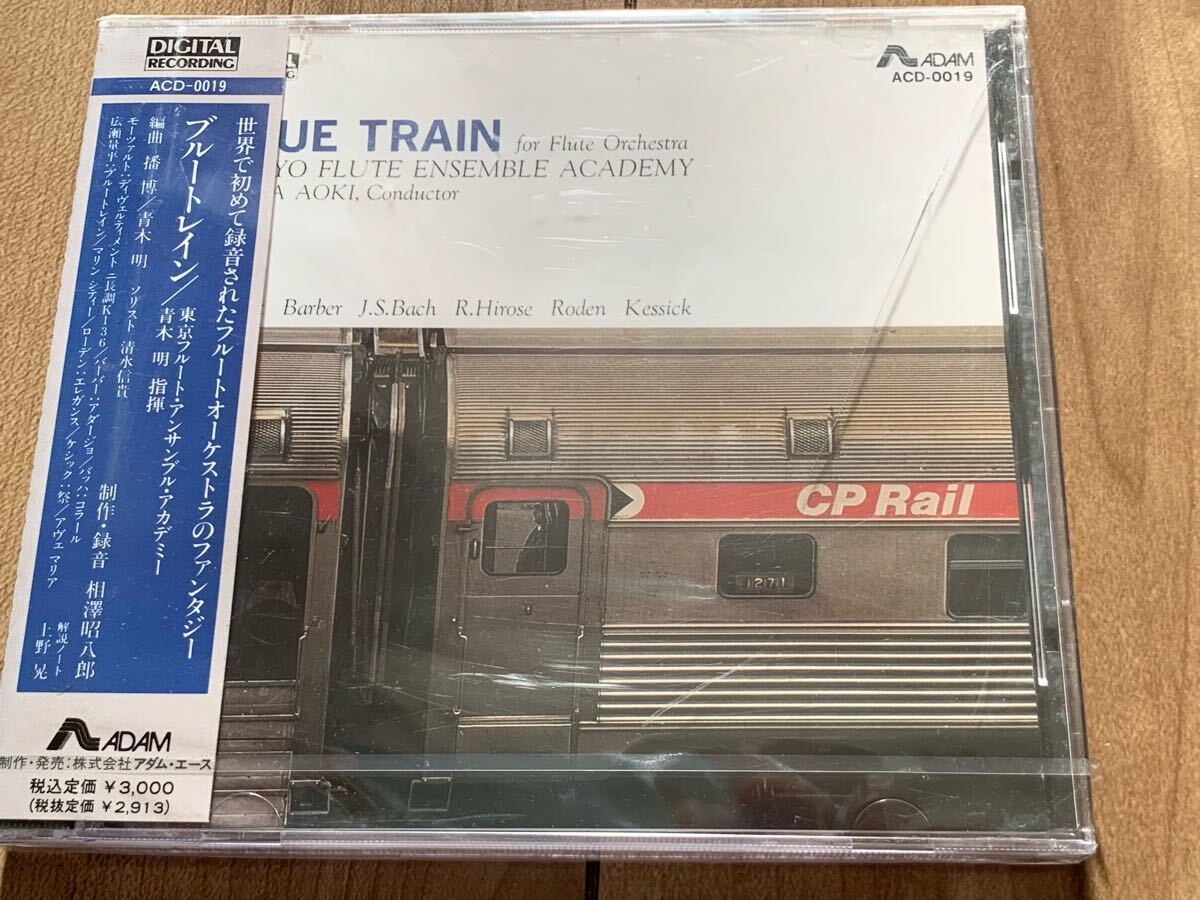 DIGITAL
RECORDING
ACD-0019
世界で初めて録音されたフルートオーケストラのファンタジー
ブルートレイン/東京フルート・アンサンブル・アカデミー
青木 明 指揮
編曲 播 博/青木 明 ソリスト 清水信貴
制作・録音 相澤昭八郎
モーツァルト:ディヴェルティメント ニ長調K-136/バーバー:アダージョ/バッハ:コラール
広瀬量平:ブルートレイン/マリン シティー/ローデン:エレガンス/ケシック:祭/アヴェ マリア
解説ノート
上野 晃
ADAM
制作・発売:株式会社アダム・エース
税込定価 ¥3,000
(税抜定価 ¥2,913)
ADAM
ACD-0019
UE TRAIN for Flute Orchestra
YO FLUTE ENSEMBLE ACADEMY
A AOKI, Conductor
Barber J.S.Bach R.Hirose Roden Kessick
CP Rail
1271